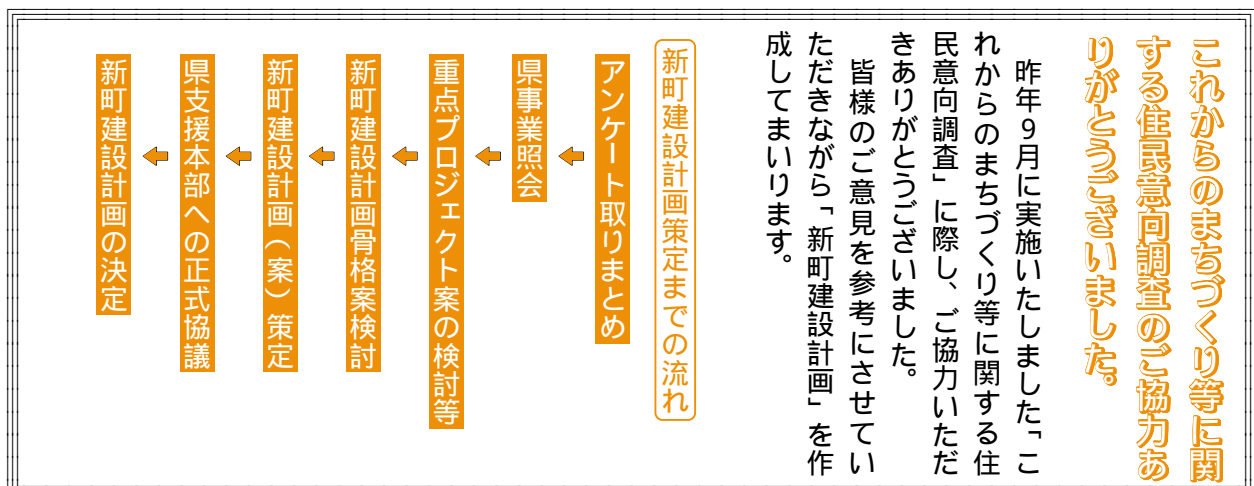 これからのまちづくり等に関
する住民意向調査のご協力あ
りがとうございました。
昨年９月に実施いたしました「こ
れからのまちづくり等に関する住
民意向調査」に際し、ご協力いただ
きありがとうございました。
皆様のご意見を参考にさせてい
ただきながら「新町建設計画」を作
成してまいります。
新町建設計画策定までの流れ
アンケート取りまとめ
県事業照会
重点プロジェクト案の検討等
新町建設計画骨格案検討
新町建設計画（案）策定
県支援本部への正式協議
新町建設計画の決定